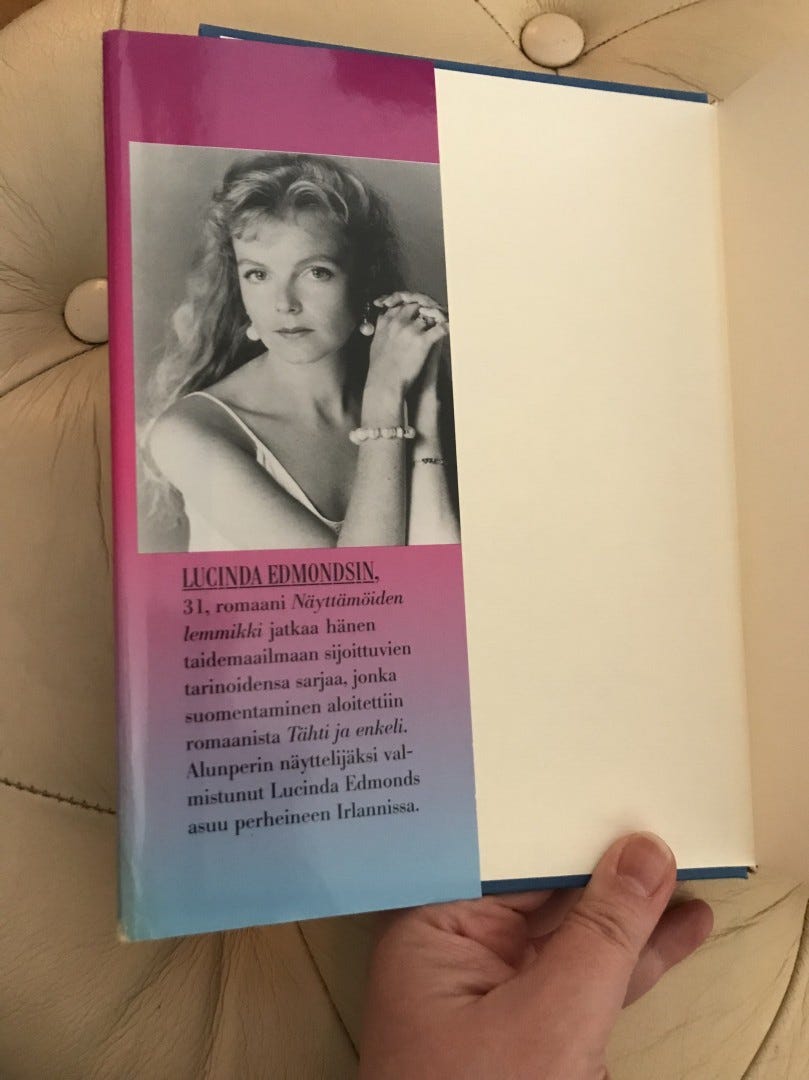 LUCINDA EDMONDSIN,
31, romaani Näyttämöiden
lemmikki jatkaa hänen
taidemaailmaan sijoittuvien
tarinoidensa sarjaa, jonka
suomentaminen aloitettiin
romaanista Tähti ja enkeli.
Alunperin näyttelijäksi val-
mistunut Lucinda Edmonds
asuu perheineen Irlannissa.